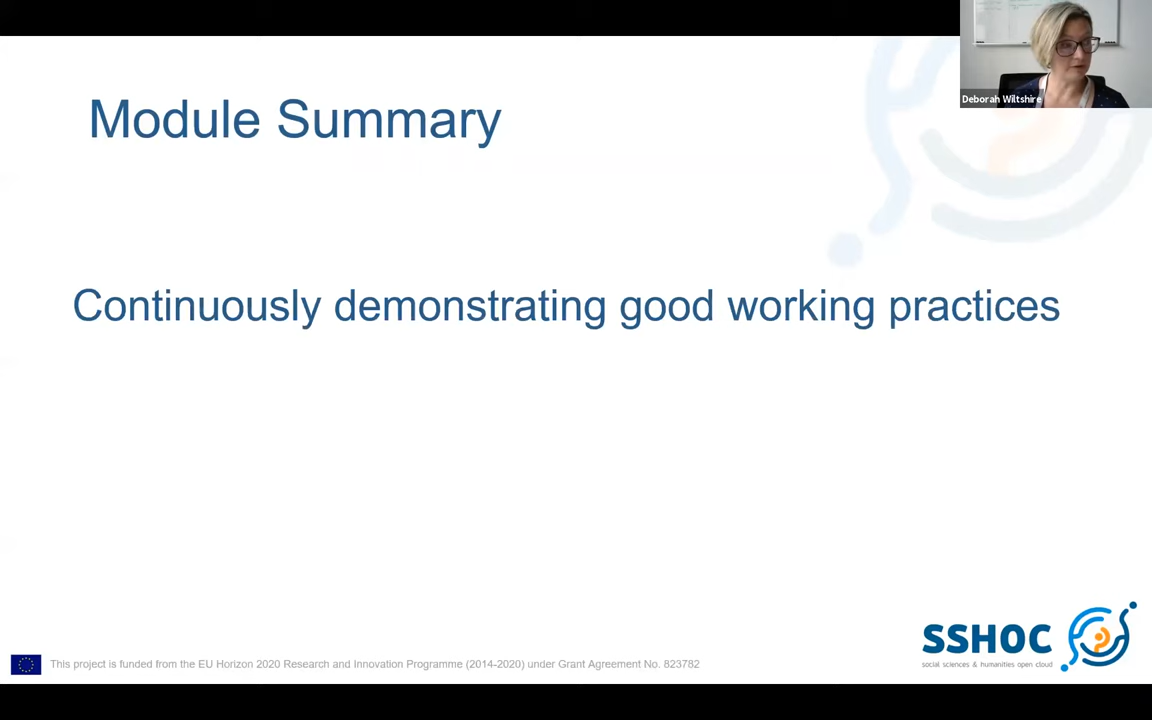 Deborah Wiltshire
Module Summary
Continuously demonstrating good working practices
SSHOC
social sciences & humanities open cloud
This project is funded from the EU Horizon 2020 Research and Innovation Programme (2014-2020) under Grant Agreement No. 823782